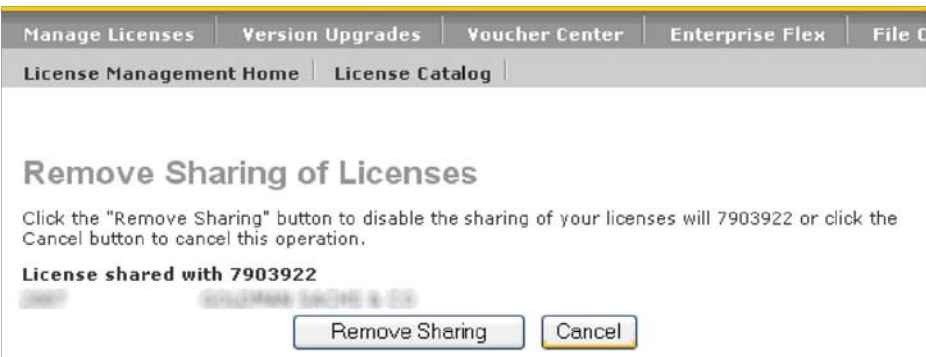 Manage Licenses Version Upgrades Voucher Center Enterprise Flex File
License Management Home License Catalog
Remove Sharing of Licenses
Click the "Remove Sharing" button to disable the sharing of your licenses will 7903922 or click the
Cancel button to cancel this operation.
License shared with 7903922
Remove Sharing Cancel